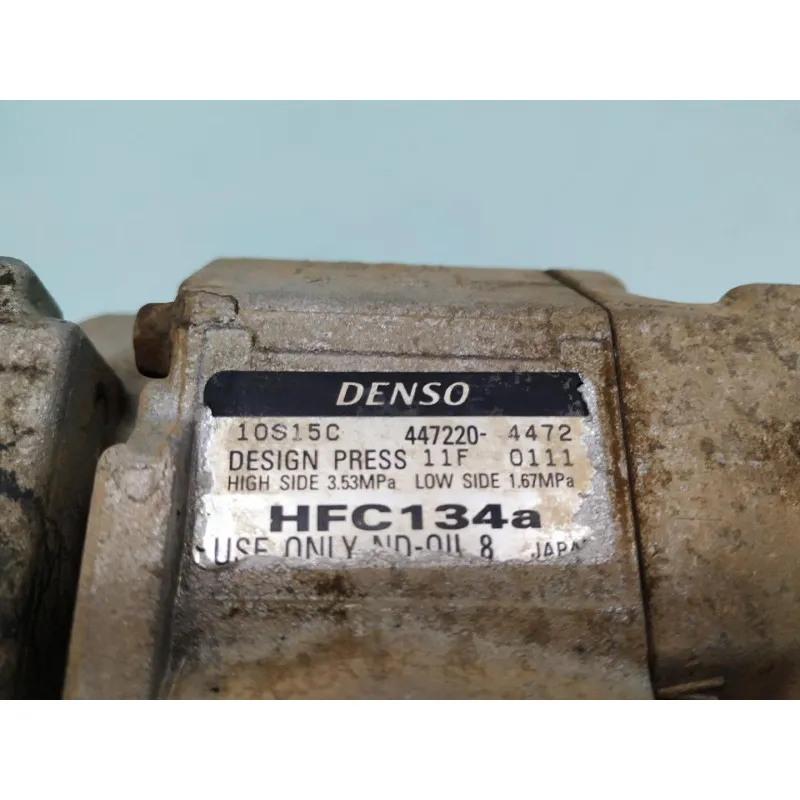 DENSO
10S15C 447220- 4472
DESIGN PRESS 11F 0111
HIGH SIDE 3.53MPa LOW SIDE 1.67MPa
HFC134a
USE ONLY ND-OIL 8